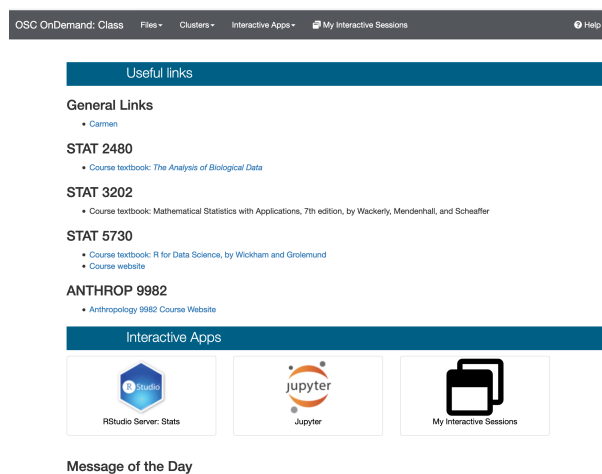 OSC OnDemand: Class Files Clusters Interactive Apps My Interactive Sessions Help
Useful links
General Links
• Carmen
STAT 2480
• Course textbook: The Analysis of Biological Data
STAT 3202
• Course textbook: Mathematical Statistics with Applications, 7th edition, by Wackerly, Mendenhall, and Scheaffer
STAT 5730
• Course textbook: R for Data Science, by Wickham and Grolemund
• Course website
ANTHROP 9982
• Anthropology 9982 Course Website
Interactive Apps
R Studio
jupyter
RStudio Server: Stats
Jupyter
My Interactive Sessions
Message of the Day